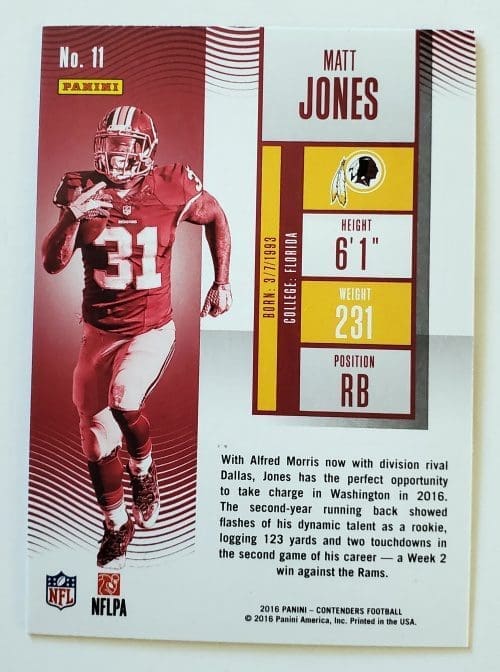 No. 11
PANINI
MATT
JONES
BORN: 3/7/1993
COLLEGE: FLORIDA
HEIGHT
6'1"
WEIGHT
231
POSITION
RB
31
31
With Alfred Morris now with division rival
Dallas, Jones has the perfect opportunity
to take charge in Washington in 2016.
The second-year running back showed
flashes of his dynamic talent as a rookie,
logging 123 yards and two touchdowns in
the second game of his career — a Week 2
win against the Rams.
NFL
NFLPA
2016 PANINI – CONTENDERS FOOTBALL
© 2016 Panini America, Inc. Printed in the USA.